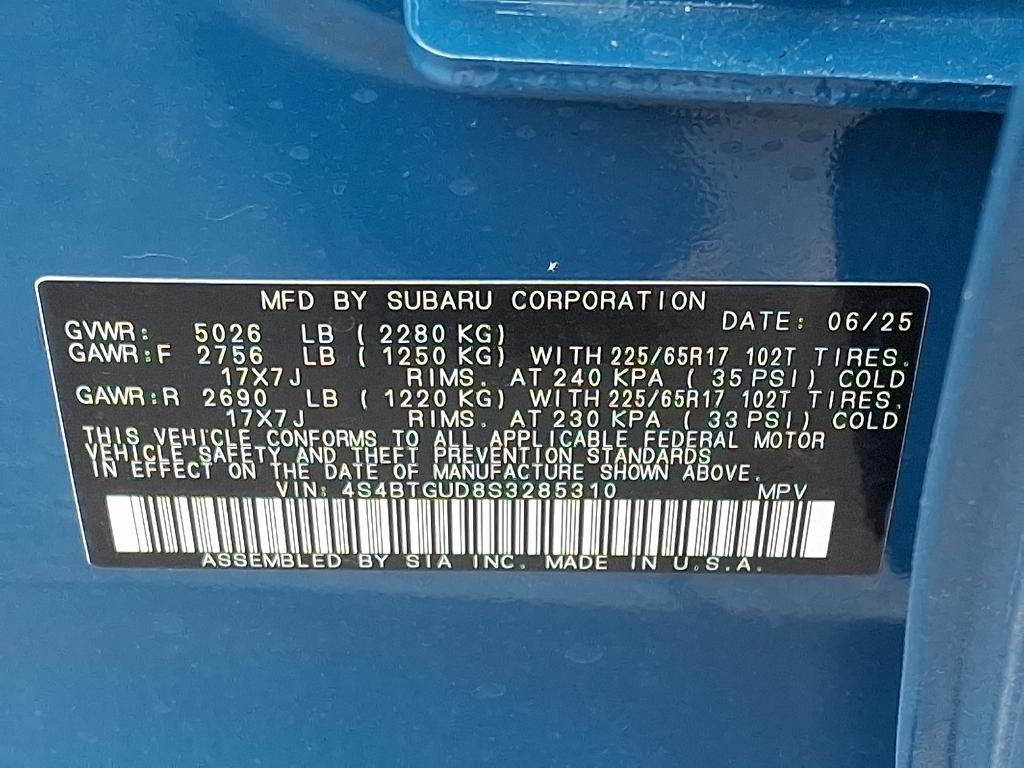 MFD BY SUBARU CORPORATION
DATE: 06/25
GVWR: 5026 LB ( 2280 KG)
GAWR:F 2756 LB ( 1250 KG) WITH 225/65R17 102T TIRES.
17X7J RIMS. AT 240 KPA ( 35 PSI) COLD
GAWR:R 2690 LB ( 1220 KG) WITH 225/65R17 102T TIRES.
17X7J RIMS. AT 230 KPA ( 33 PSI) COLD
THIS VEHICLE CONFORMS TO ALL APPLICABLE FEDERAL MOTOR
VEHICLE SAFETY AND THEFT PREVENTION STANDARDS
IN EFFECT ON THE DATE OF MANUFACTURE SHOWN ABOVE.
VIN: 4S4BTGUD8S3285310 MPV
ASSEMBLED BY SIA INC. MADE IN U.S.A.